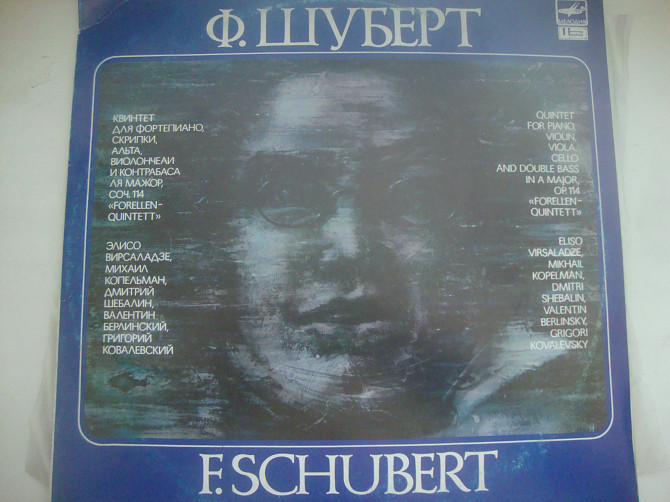 Ф. ШУБЕРТ
МЕЛОДИЯ
КВИНТЕТ
ДЛЯ ФОРТЕПИАНО,
СКРИПКИ,
АЛЬТА,
ВИОЛОНЧЕЛИ
И КОНТРАБАСА
ЛЯ МАЖОР,
СОЧ. 114
«FORELLEN-
QUINTETT»
ЭЛИСО
ВИРСАЛАДЗЕ,
МИХАИЛ
КОПЕЛЬМАН,
ДМИТРИЙ
ШЕБАЛИН,
ВАЛЕНТИН
БЕРЛИНСКИЙ,
ГРИГОРИЙ
КОВАЛЕВСКИЙ
QUINTET
FOR PIANO,
VIOLIN,
VIOLA,
CELLO
AND DOUBLE BASS
IN A MAJOR,
OP. 114
«FORELLEN-
QUINTETT»
ELISO
VIRSALADZE,
MIKHAIL
KOPELMAN,
DMITRI
SHEBALIN,
VALENTIN
BERLINSKY,
GRIGORI
KOVALEVSKY
F. SCHUBERT